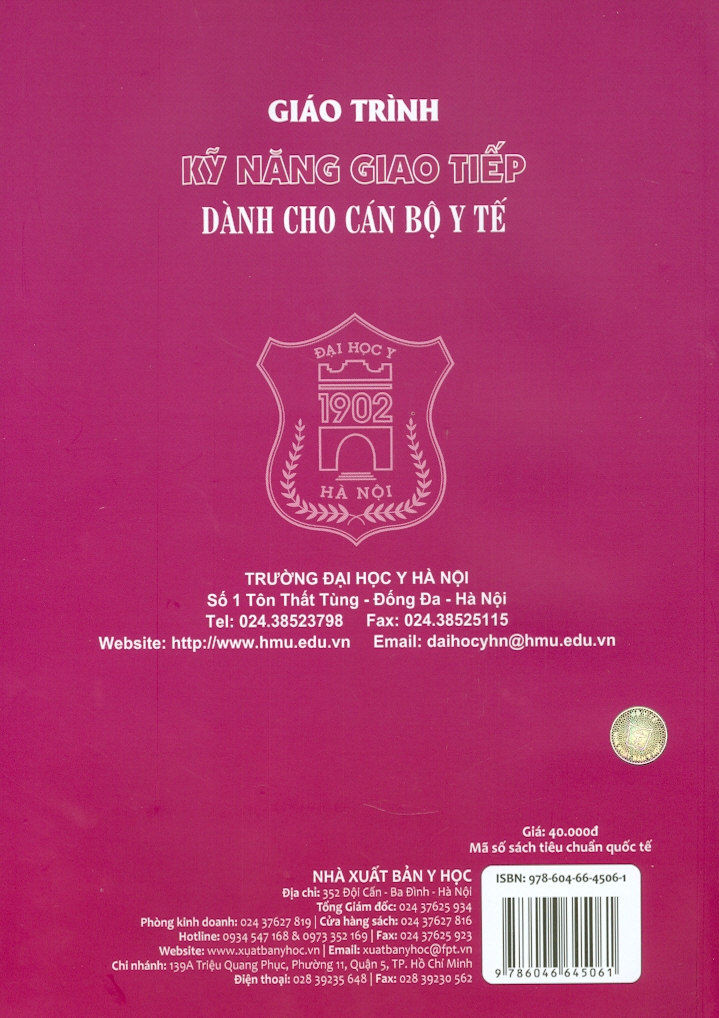 GIÁO TRÌNH
KỸ NĂNG GIAO TIẾP
DÀNH CHO CÁN BỘ Y TẾ
ĐẠI HỌC Y
1902
HÀ NỘI
TRƯỜNG ĐẠI HỌC Y HÀ NỘI
Số 1 Tôn Thất Tùng - Đống Đa - Hà Nội
Tel: 024.38523798 Fax: 024.38525115
Website: http://www.hmu.edu.vn Email: daihocyhn@hmu.edu.vn
Giá: 40.000đ
Mã số sách tiêu chuẩn quốc tế
NHÀ XUẤT BẢN Y HỌC
Địa chỉ: 352 Đội Cấn - Ba Đình - Hà Nội
Tổng Giám đốc: 024 37625 934
Phòng kinh doanh: 024 37627 819 | Cửa hàng sách: 024 37627 816
Hotline: 0934 547 168 & 0973 352 169 | Fax: 024 37625 923
Website: www.xuatbanyhoc.vn | Email: xuatbanyhoc@fpt.vn
Chi nhánh: 139A Triệu Quang Phục, Phường 11, Quận 5, TP. Hồ Chí Minh
Điện thoại: 028 39235 648 | Fax: 028 39230 562
ISBN: 978-604-66-4506-1
9 786046 645061